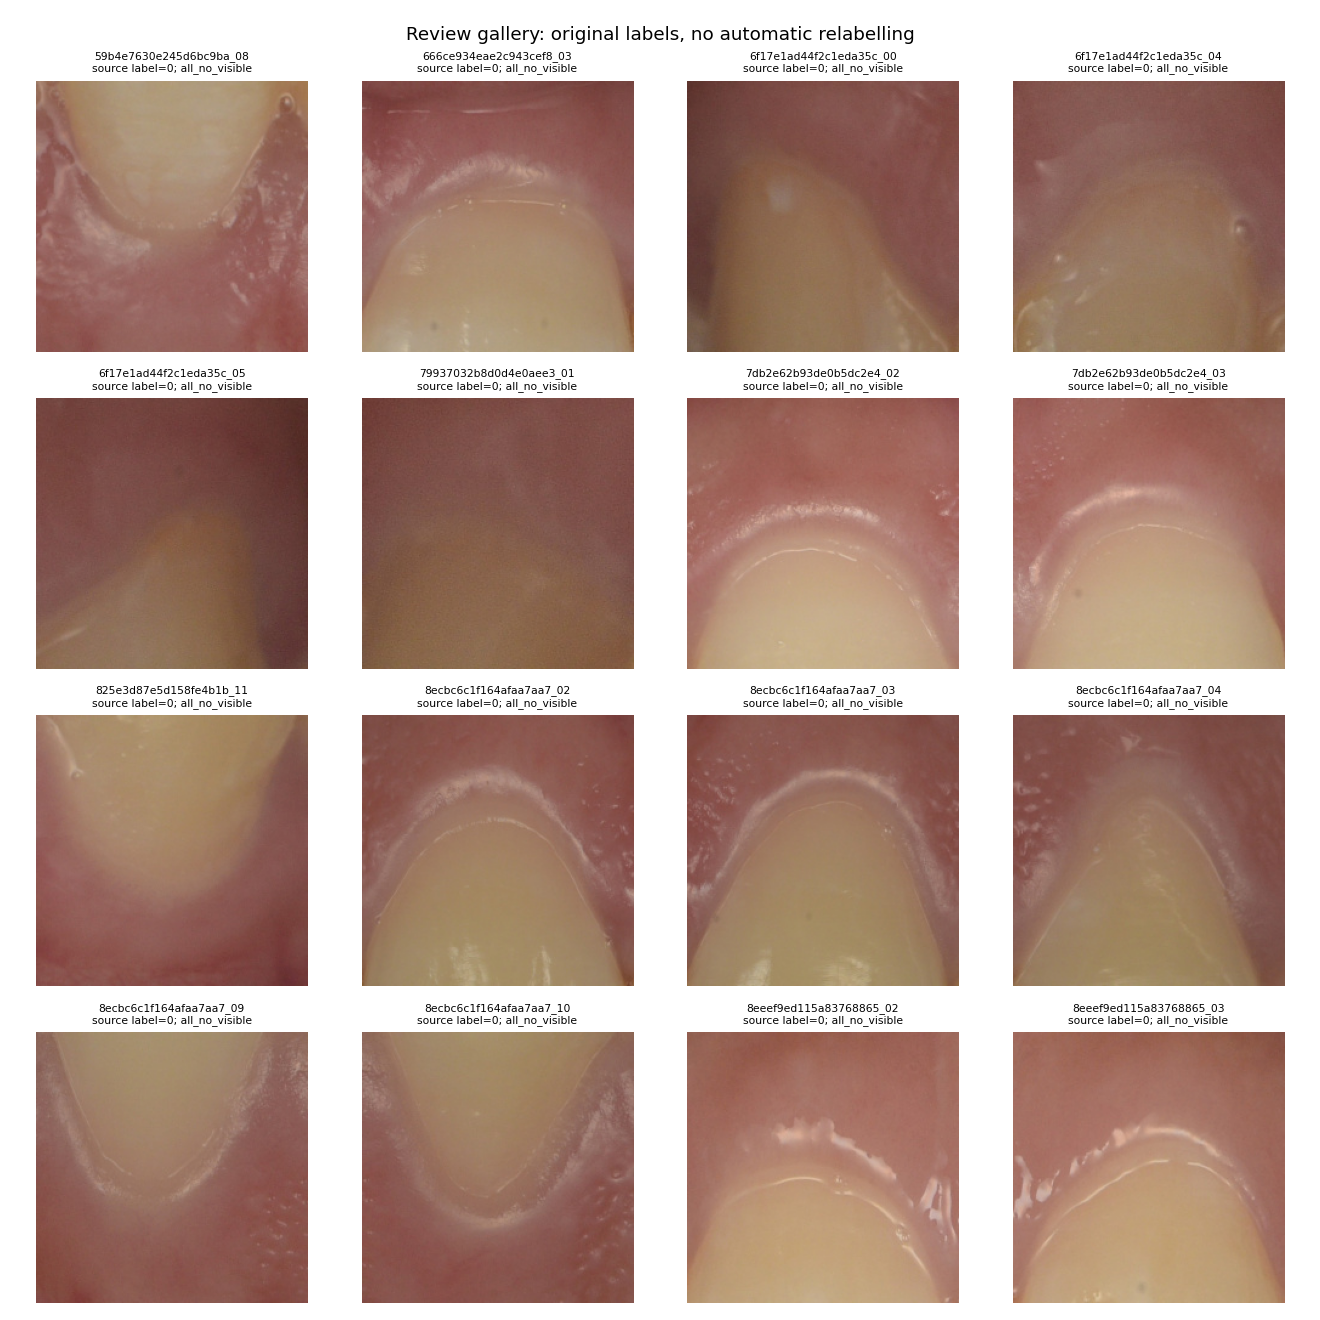 Review gallery: original labels, no automatic relabelling
59b4e7630e245d6bc9ba_08
source label=0; all_no_visible
666ce934eae2c943cef8_03
source label=0; all_no_visible
6f17e1ad44f2c1eda35c_00
source label=0; all_no_visible
6f17e1ad44f2c1eda35c_04
source label=0; all_no_visible
6f17e1ad44f2c1eda35c_05
source label=0; all_no_visible
79937032b8d0d4e0aee3_01
source label=0; all_no_visible
7db2e62b93de0b5dc2e4_02
source label=0; all_no_visible
7db2e62b93de0b5dc2e4_03
source label=0; all_no_visible
825e3d87e5d158fe4b1b_11
source label=0; all_no_visible
8ecbc6c1f164afaa7aa7_02
source label=0; all_no_visible
8ecbc6c1f164afaa7aa7_03
source label=0; all_no_visible
8ecbc6c1f164afaa7aa7_04
source label=0; all_no_visible
8ecbc6c1f164afaa7aa7_09
source label=0; all_no_visible
8ecbc6c1f164afaa7aa7_10
source label=0; all_no_visible
8eeef9ed115a83768865_02
source label=0; all_no_visible
8eeef9ed115a83768865_03
source label=0; all_no_visible